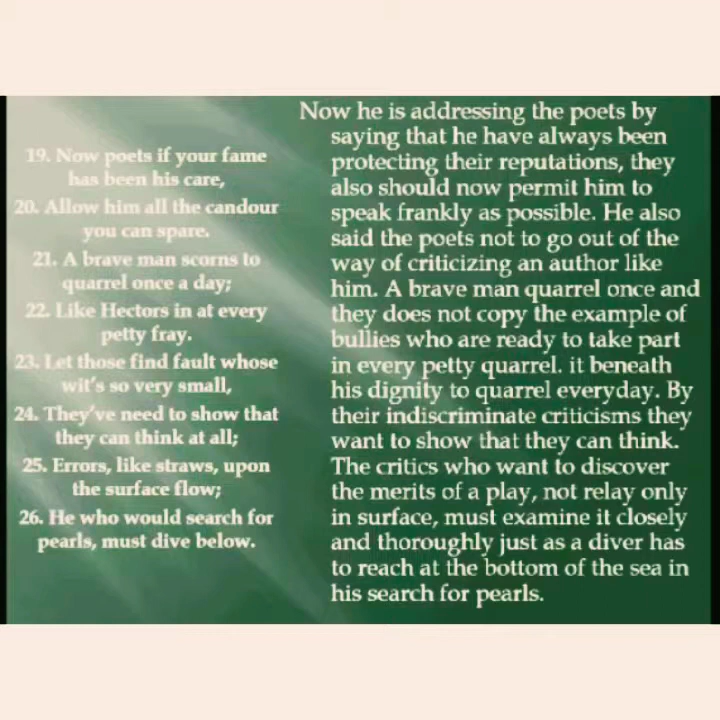 19. Now poets if your fame
has been his care,
20. Allow him all the candour
you can spare.
21. A brave man scorns to
quarrel once a day;
22. Like Hectors in at every
petty fray.
23. Let those find fault whose
wit's so very small,
24. They've need to show that
they can think at all;
25. Errors, like straws, upon
the surface flow;
26. He who would search for
pearls, must dive below.
Now he is addressing the poets by
saying that he have always been
protecting their reputations, they
also should now permit him to
speak frankly as possible. He also
said the poets not to go out of the
way of criticizing an author like
him. A brave man quarrel once and
they does not copy the example of
bullies who are ready to take part
in every petty quarrel. it beneath
his dignity to quarrel everyday. By
their indiscriminate criticisms they
want to show that they can think.
The critics who want to discover
the merits of a play, not relay only
in surface, must examine it closely
and thoroughly just as a diver has
to reach at the bottom of the sea in
his search for pearls.